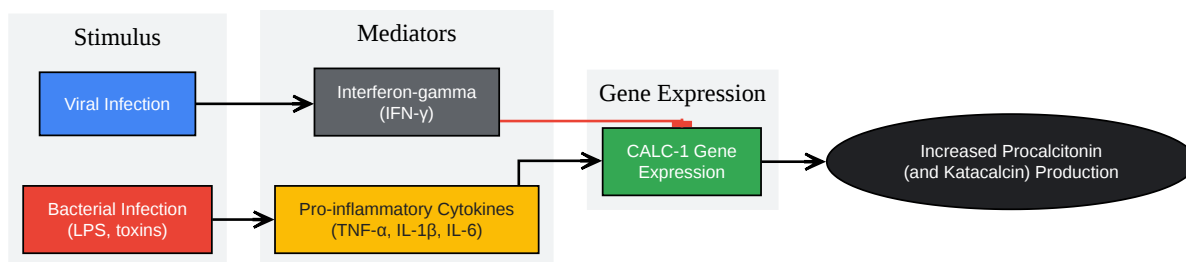 Stimulus
Viral Infection
Bacterial Infection
(LPS, toxins)
Mediators
Interferon-gamma
(IFN-γ)
Pro-inflammatory Cytokines
(TNF-α, IL-1β, IL-6)
Gene Expression
CALC-1 Gene
Expression
Increased Procalcitonin
(and Katacalcin) Production